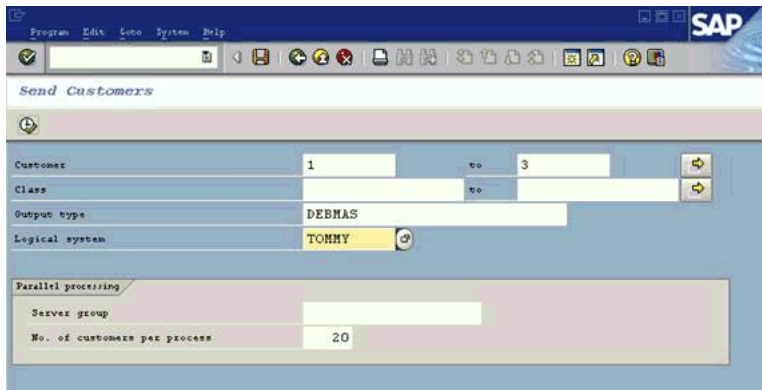 Program Edit Goto System Help
SAP
Send Customers
Customer 1 to 3
Class to
Output type DEBMAS
Logical system TOMMY
Parallel processing
Server group
No. of customers per process 20